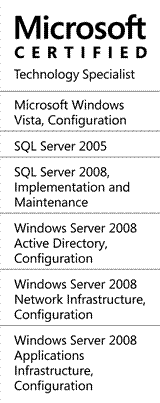 Microsoft
CERTIFIED
Technology Specialist
Microsoft Windows
Vista, Configuration
SQL Server 2005
SQL Server 2008,
Implementation and
Maintenance
Windows Server 2008
Active Directory,
Configuration
Windows Server 2008
Network Infrastructure,
Configuration
Windows Server 2008
Applications
Infrastructure,
Configuration